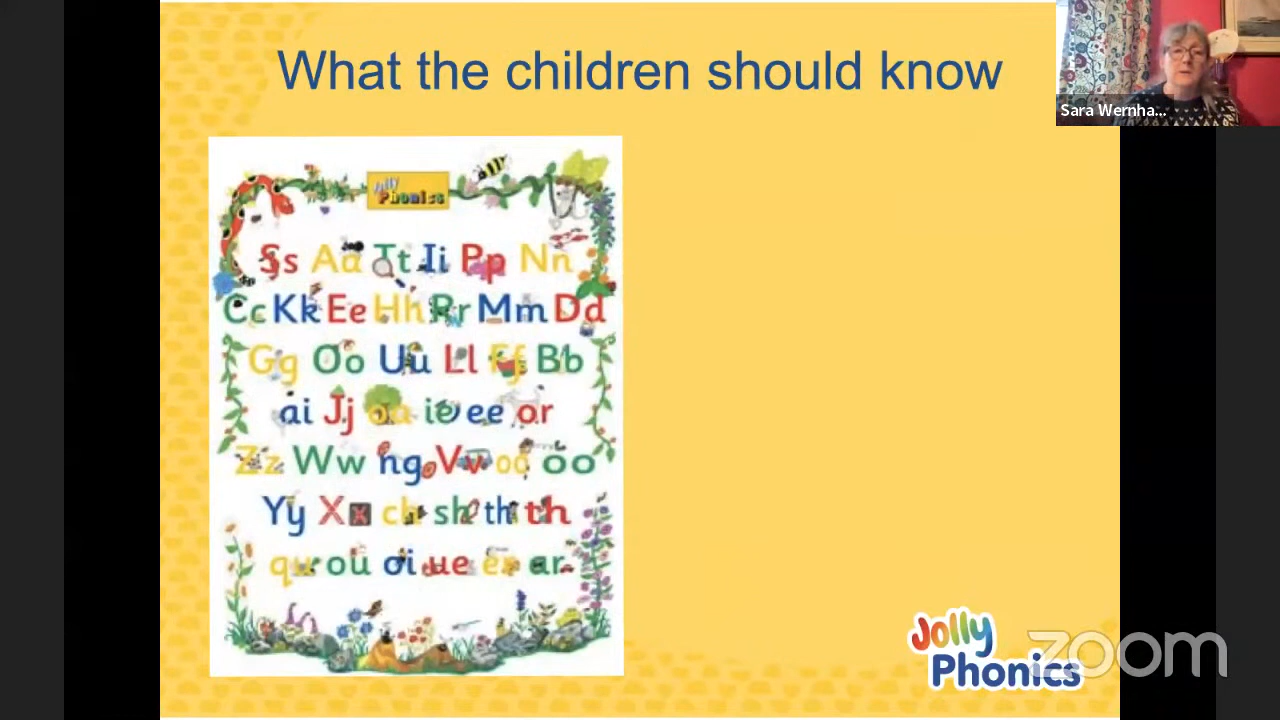 What the children should know
Sara Wernha...
Jolly
Phonics
Ss Aa Tt Ii Pp Nn
Cc Kk Ee Hh Rr Mm Dd
Gg Oo Uu Ll Ff Bb
ai Jj oa ie ee or
Zz Ww ng Vv oo oo
Yy Xx ch sh th th
qu ou oi ue er ar
Jolly
Phonics
zoom